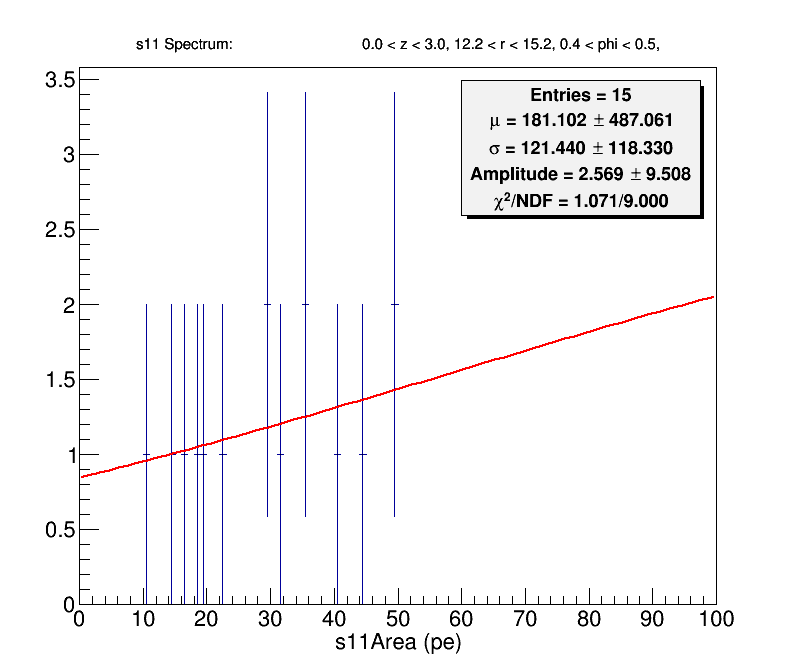 s11 Spectrum: 0.0 < z < 3.0, 12.2 < r < 15.2, 0.4 < phi < 0.5,
Entries = 15
μ = 181.102 ± 487.061
σ = 121.440 ± 118.330
Amplitude = 2.569 ± 9.508
χ²/NDF = 1.071/9.000
3.5
3
2.5
2
1.5
1
0.5
0
0 10 20 30 40 50 60 70 80 90 100
s11Area (pe)